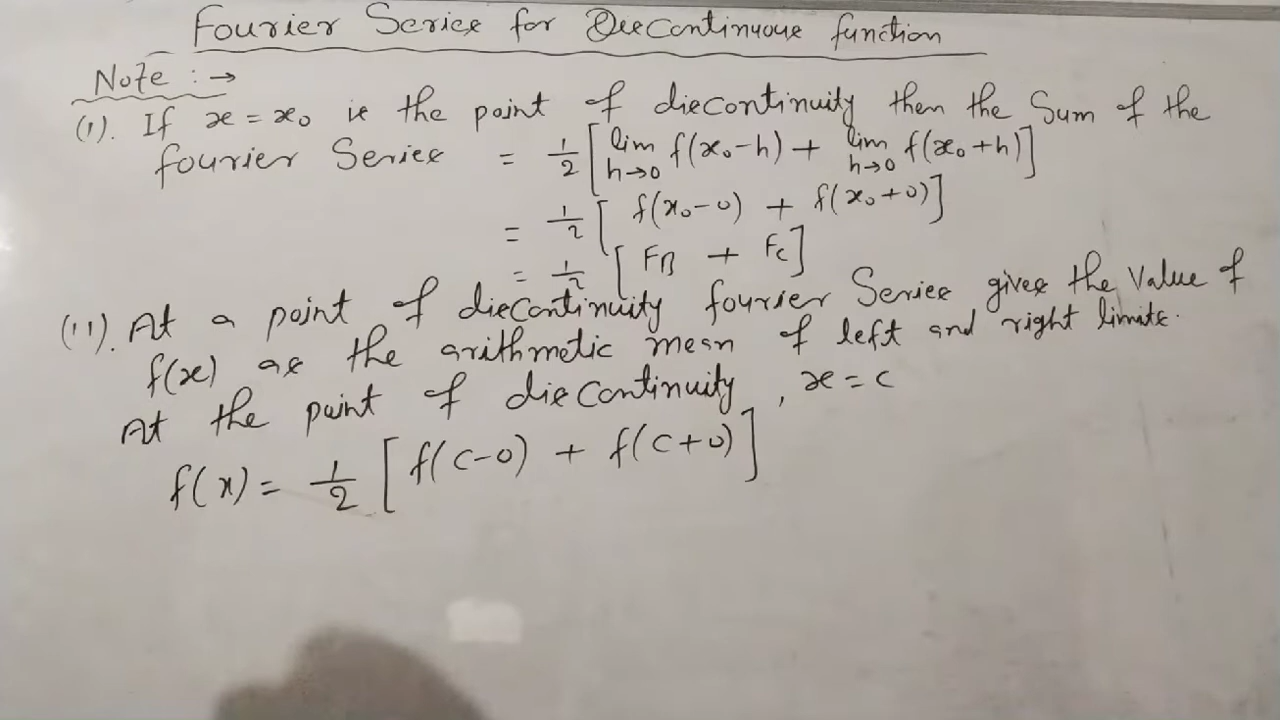 Fourier Series for Discontinuous function
Note : →
(i). If x = x₀ is the point of discontinuity then the Sum of the
fourier Series = 1/2 [lim h→0 f(x₀-h) + lim h→0 f(x₀+h)]
= 1/2 [f(x₀-0) + f(x₀+0)]
= 1/2 [FB + FC]
(ii). At a point of discontinuity fourier Series gives the Value of
f(x) as the arithmetic mean of left and right limits.
At the point of discontinuity, x = c
f(x) = 1/2 [f(c-0) + f(c+0)]